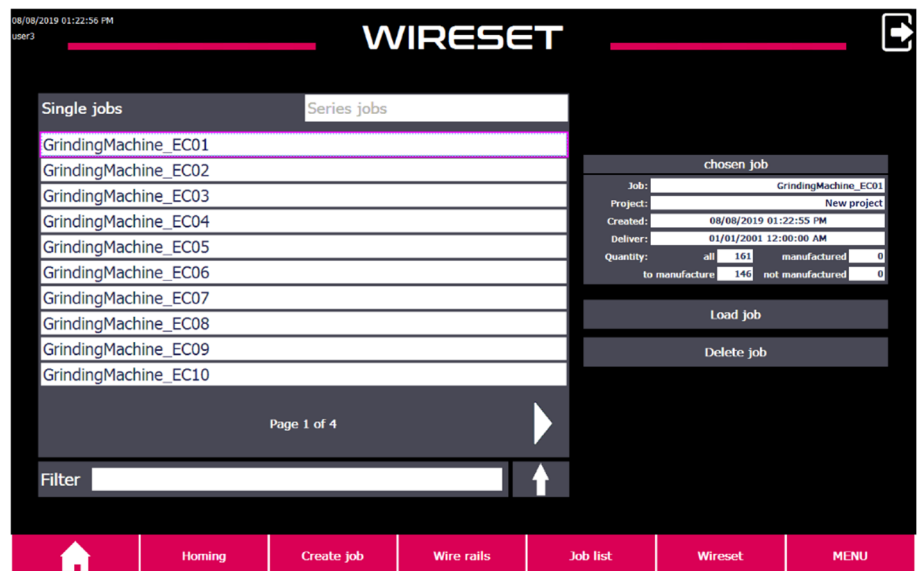 08/08/2019 01:22:56 PM
user3
WIRESET
Single jobs Series jobs
GrindingMachine_EC01
GrindingMachine_EC02
GrindingMachine_EC03
GrindingMachine_EC04
GrindingMachine_EC05
GrindingMachine_EC06
GrindingMachine_EC07
GrindingMachine_EC08
GrindingMachine_EC09
GrindingMachine_EC10
Page 1 of 4
Filter
chosen job
Job: GrindingMachine_EC01
Project: New project
Created: 08/08/2019 01:22:55 PM
Deliver: 01/01/2001 12:00:00 AM
Quantity: all 161 manufactured 0
to manufacture 146 not manufactured 0
Load job
Delete job
Homing Create job Wire rails Job list Wireset MENU